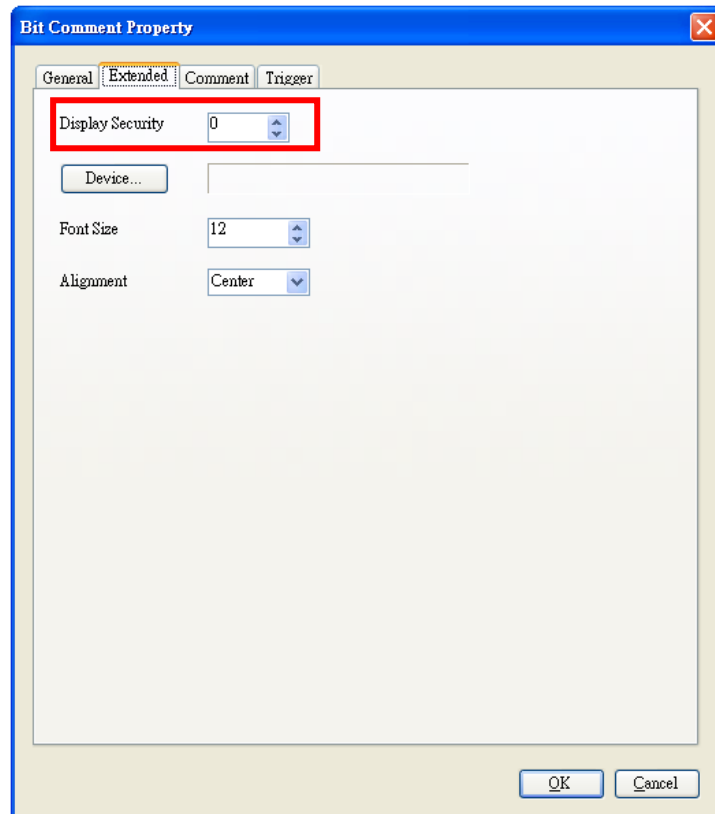 Bit Comment Property
General Extended Comment Trigger
Display Security 0
Device...
Font Size 12
Alignment Center
OK Cancel